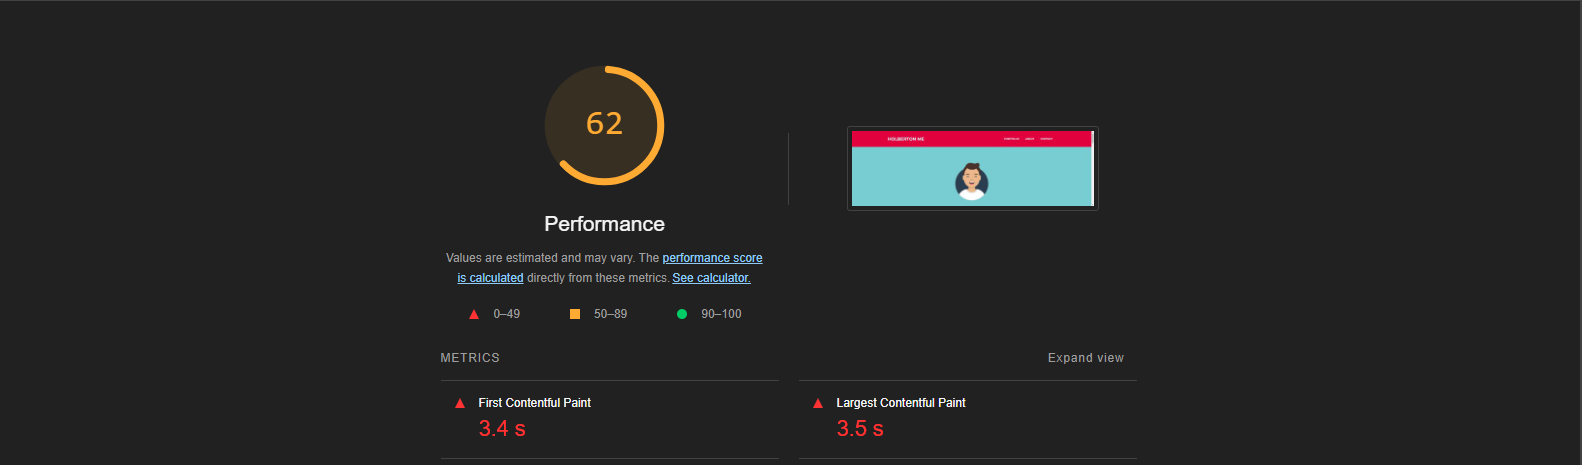 62
HOLBERTON ME
Performance
Values are estimated and may vary. The performance score
is calculated directly from these metrics. See calculator.
0–49
50–89
90–100
METRICS
Expand view
First Contentful Paint
3.4 s
Largest Contentful Paint
3.5 s